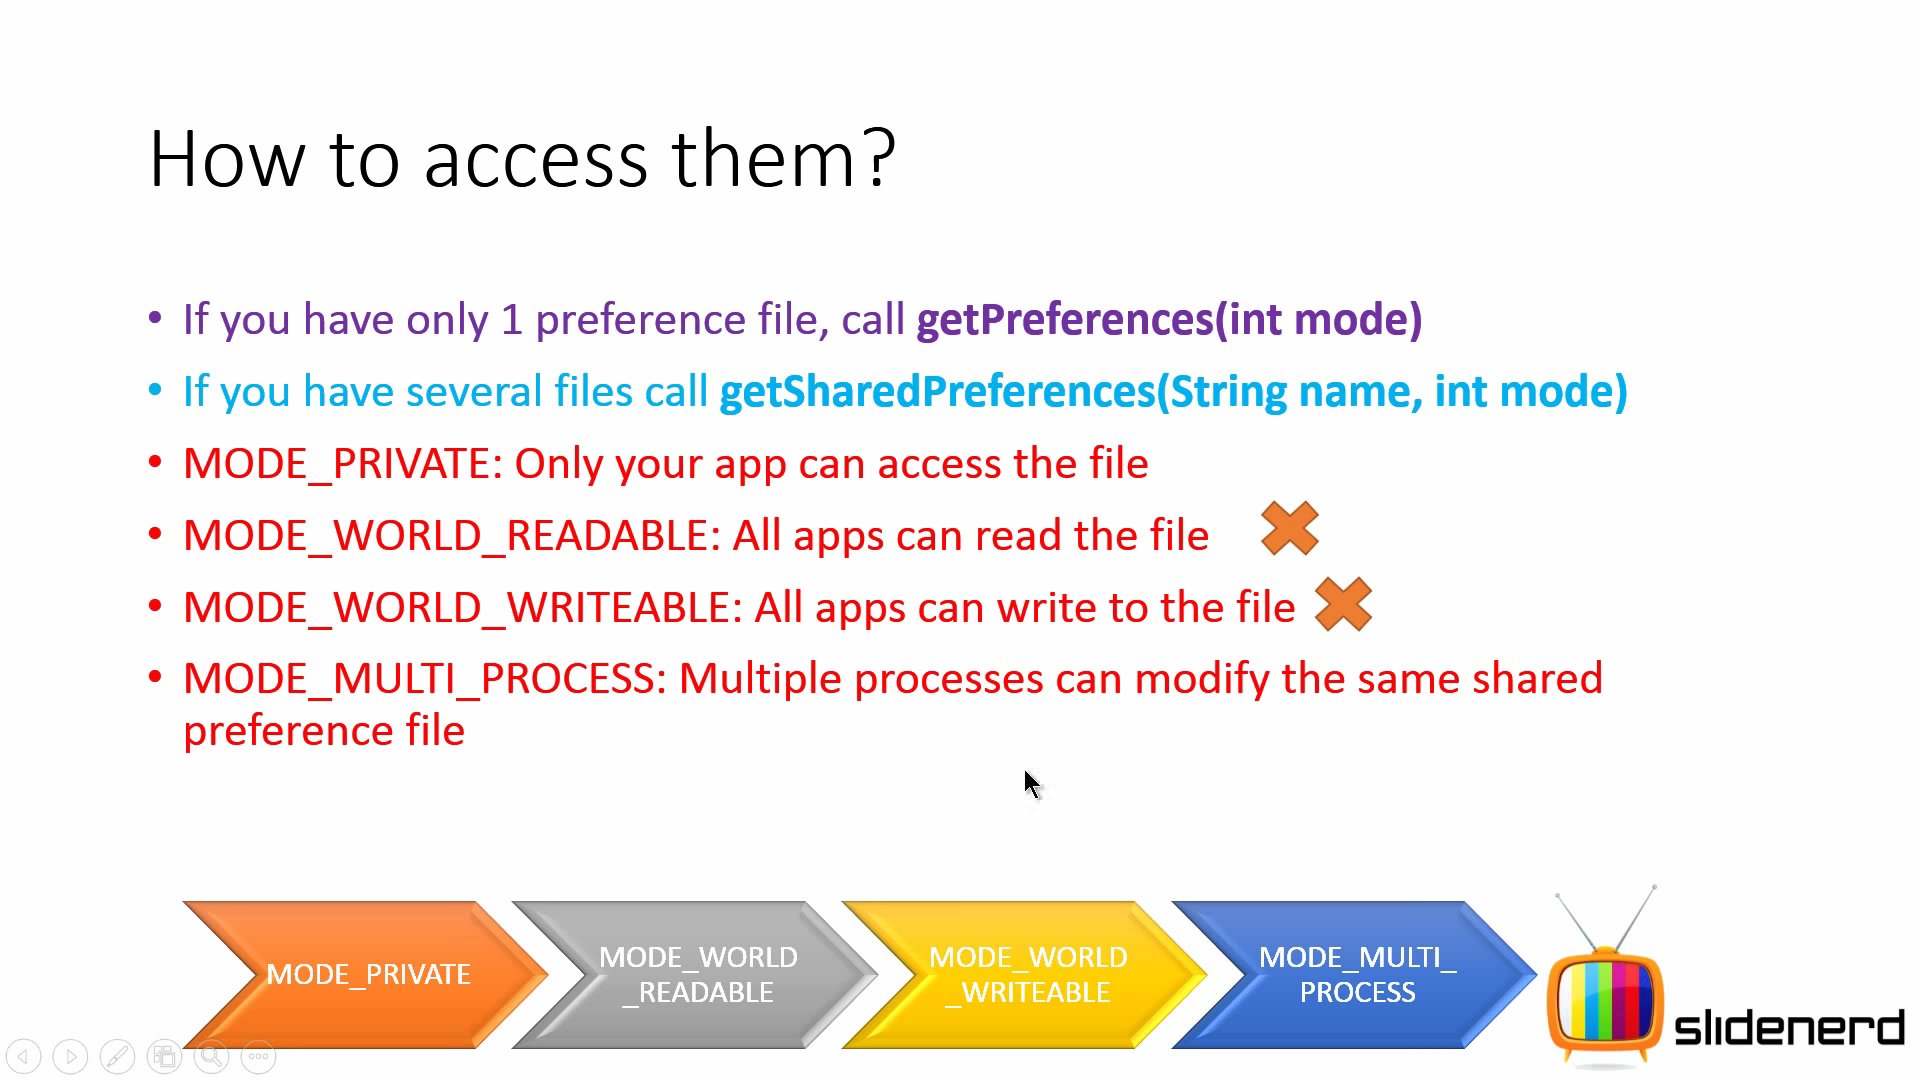 How to access them?
• If you have only 1 preference file, call getPreferences(int mode)
• If you have several files call getSharedPreferences(String name, int mode)
• MODE_PRIVATE: Only your app can access the file
• MODE_WORLD_READABLE: All apps can read the file
• MODE_WORLD_WRITEABLE: All apps can write to the file
• MODE_MULTI_PROCESS: Multiple processes can modify the same shared
preference file
MODE_PRIVATE
MODE_WORLD
_READABLE
MODE_WORLD
_WRITEABLE
MODE_MULTI_
PROCESS
slidenerd